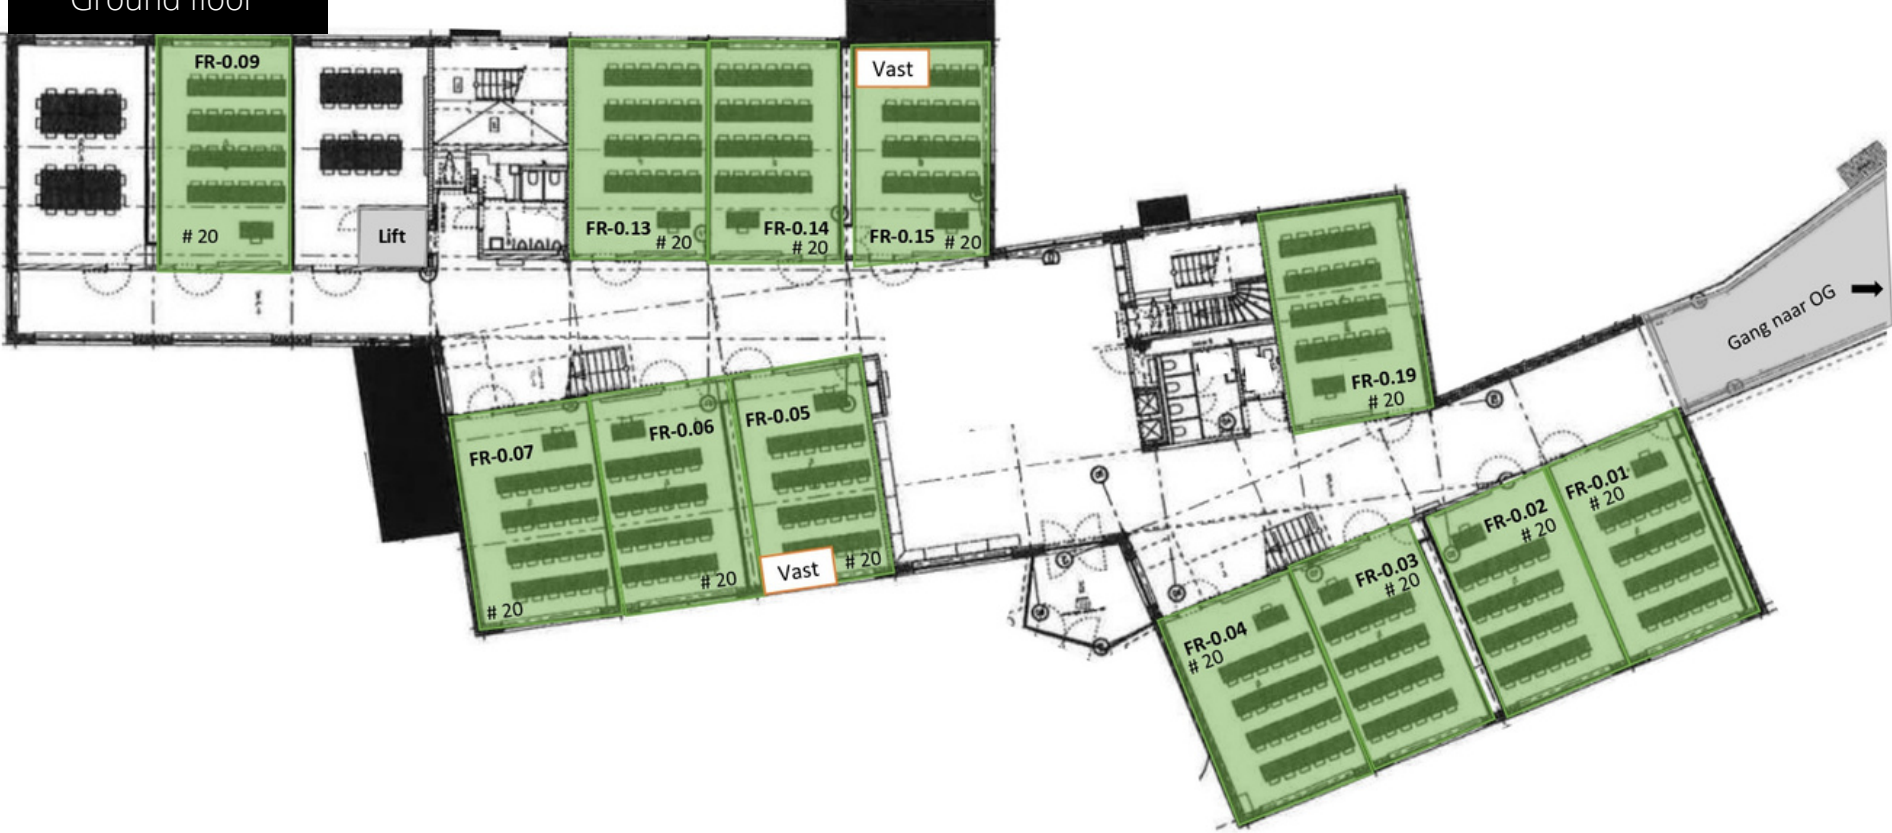 Ground floor
FR-0.09
# 20
Lift
FR-0.13
# 20
FR-0.14
# 20
Vast
FR-0.15
# 20
FR-0.19
# 20
Gang naar OG
FR-0.07
# 20
FR-0.06
# 20
FR-0.05
Vast
# 20
FR-0.04
# 20
FR-0.03
# 20
FR-0.02
# 20
FR-0.01
# 20